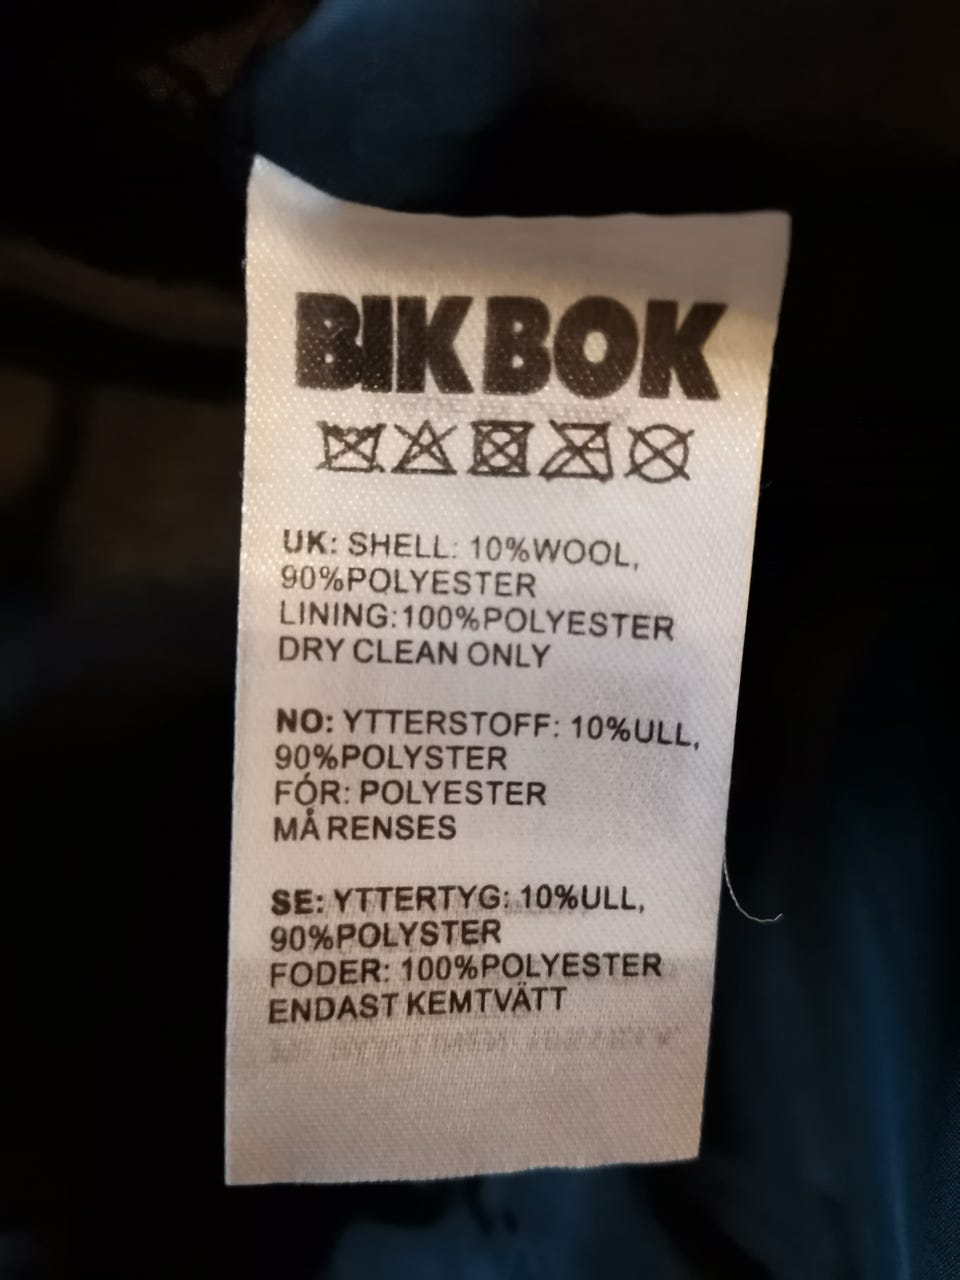 BIK BOK
UK: SHELL: 10%WOOL,
90%POLYESTER
LINING:100%POLYESTER
DRY CLEAN ONLY
NO: YTTERSTOFF: 10%ULL,
90%POLYSTER
FÓR: POLYESTER
MÅ RENSES
SE: YTTERTYG: 10%ULL,
90%POLYSTER
FODER: 100%POLYESTER
ENDAST KEMTVÄTT